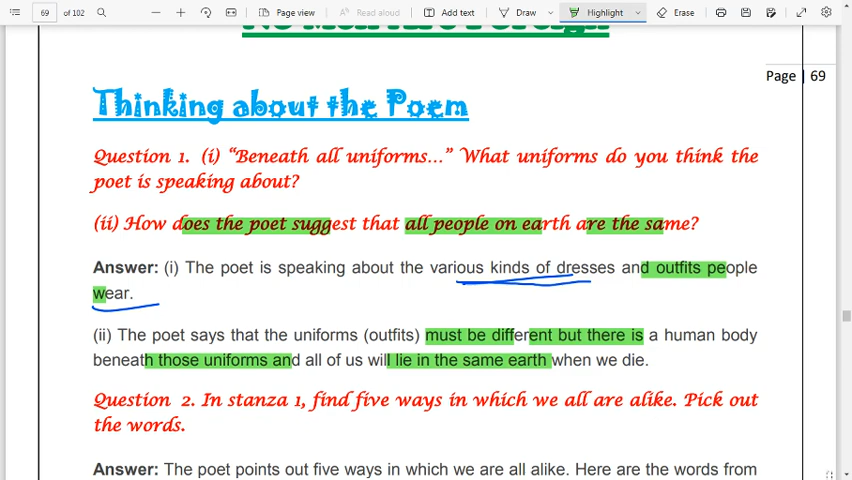 69 of 102 Page view Read aloud Add text Draw Highlight Erase
Page | 69
Thinking about the Poem
Question 1. (i) “Beneath all uniforms...” What uniforms do you think the
poet is speaking about?
(ii) How does the poet suggest that all people on earth are the same?
Answer: (i) The poet is speaking about the various kinds of dresses and outfits people
wear.
(ii) The poet says that the uniforms (outfits) must be different but there is a human body
beneath those uniforms and all of us will lie in the same earth when we die.
Question 2. In stanza 1, find five ways in which we all are alike. Pick out
the words.
Answer: The poet points out five ways in which we are all alike. Here are the words from